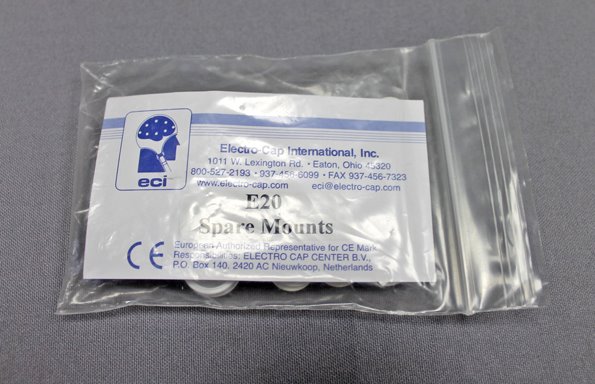 eci
Electro-Cap International, Inc.
1011 W. Lexington Rd. • Eaton, Ohio 45320
800-527-2193 • 937-456-6099 • FAX 937-456-7323
www.electro-cap.com eci@electro-cap.com
E20
Spare Mounts
CE
European Authorized Representative for CE Mark
Responsibilities: ELECTRO CAP CENTER B.V.,
P.O. Box 140, 2420 AC Nieuwkoop, Netherlands